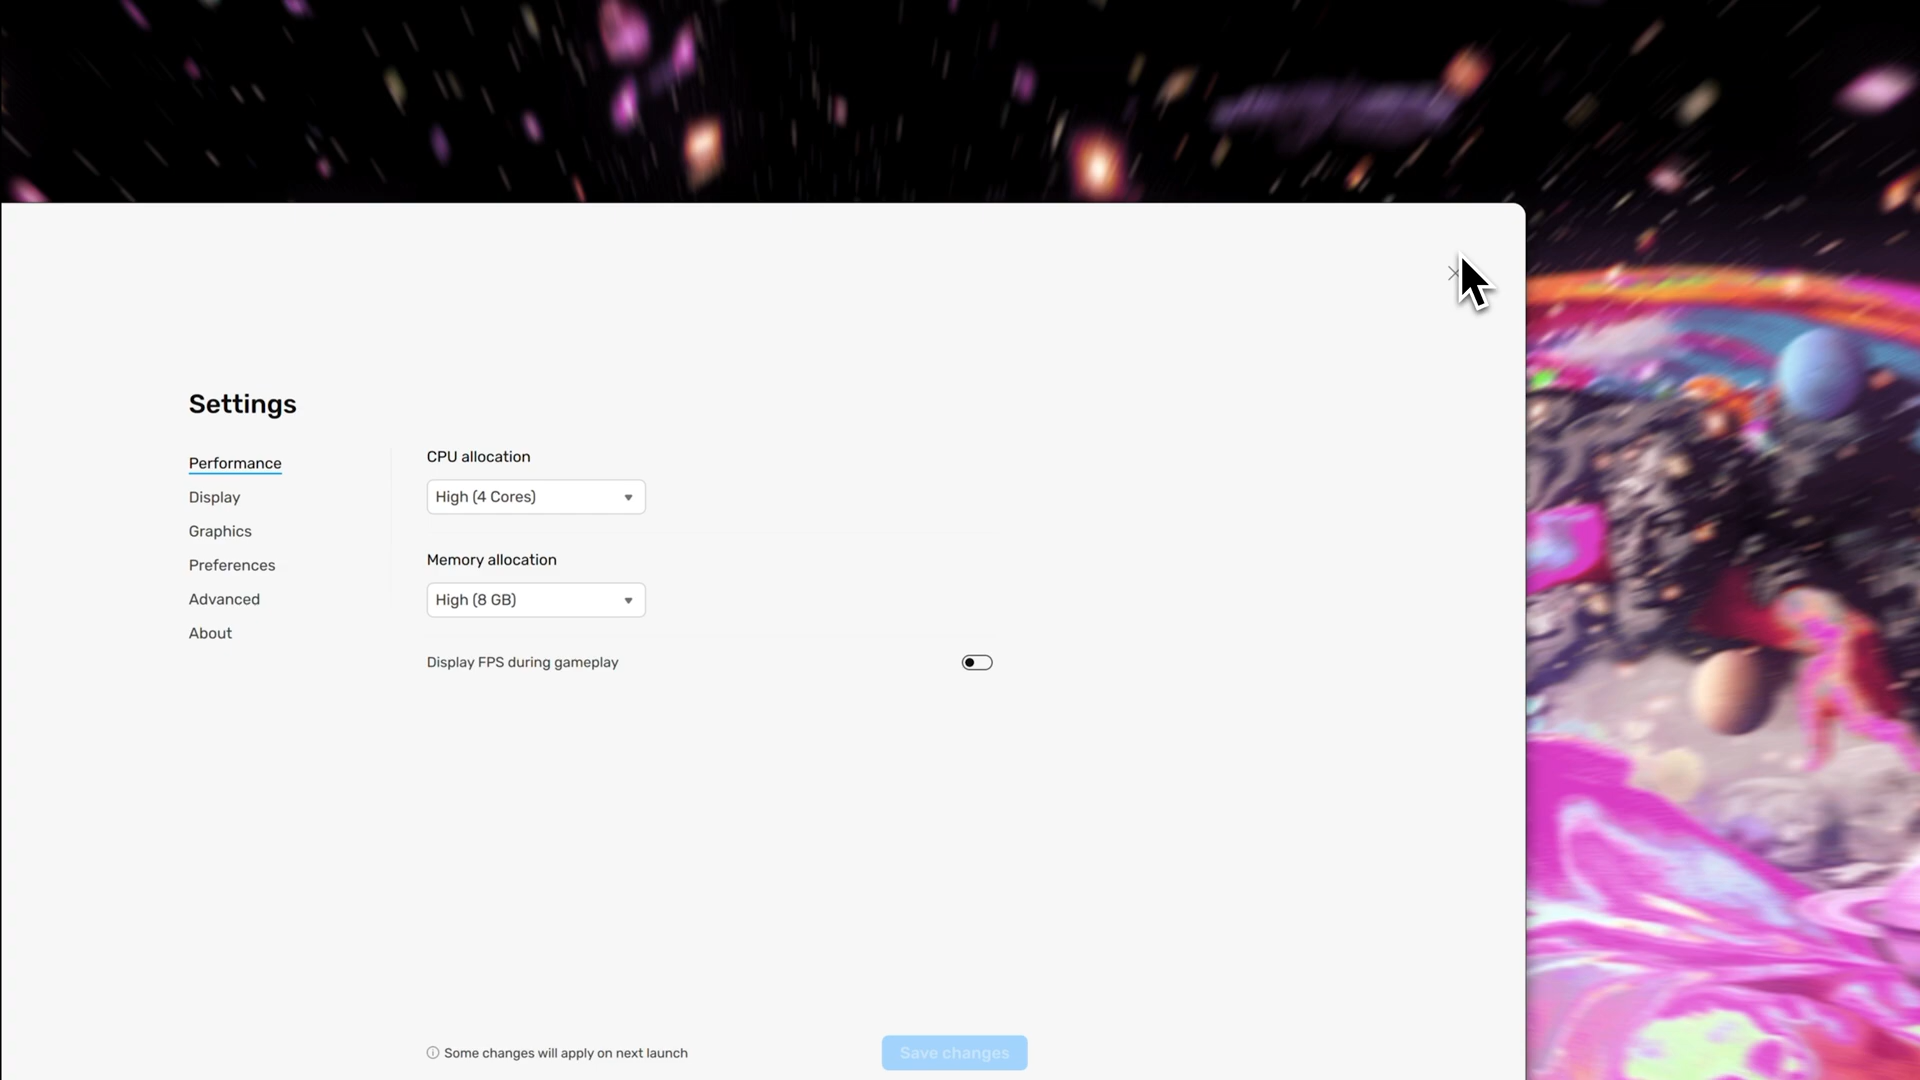 Settings
Performance
Display
Graphics
Preferences
Advanced
About
CPU allocation
High (4 Cores)
Memory allocation
High (8 GB)
Display FPS during gameplay
Some changes will apply on next launch
Save changes